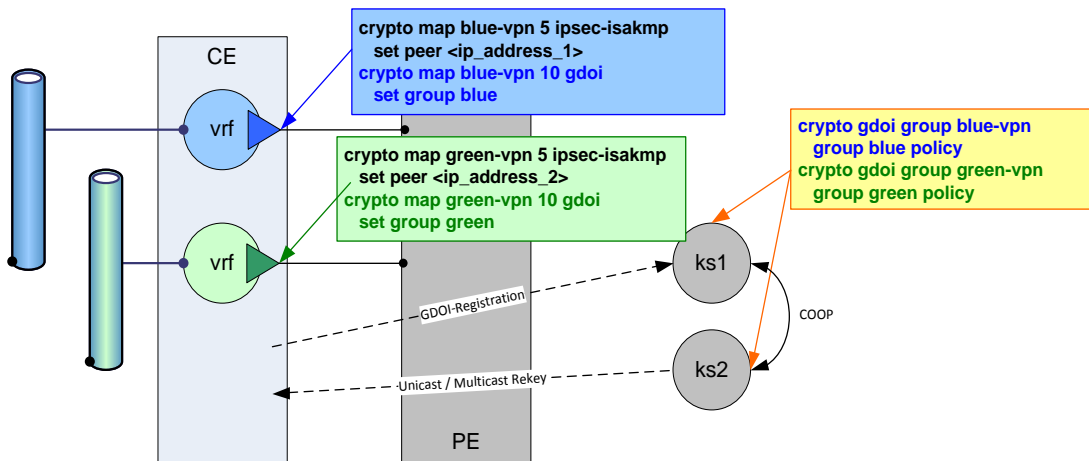 crypto map blue-vpn 5 ipsec-isakmp
set peer <ip_address_1>
crypto map blue-vpn 10 gdoi
set group blue
CE
vrf
crypto gdoi group blue-vpn
group blue policy
crypto gdoi group green-vpn
group green policy
crypto map green-vpn 5 ipsec-isakmp
set peer <ip_address_2>
crypto map green-vpn 10 gdoi
set group green
vrf
ks1
GDOI-Registration
COOP
ks2
Unicast / Multicast Rekey
PE